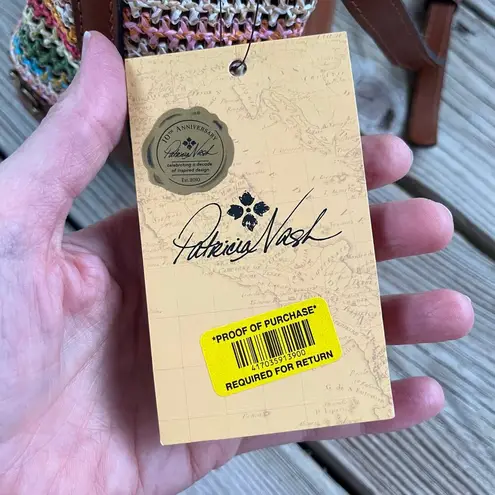 10TH ANNIVERSARY
Patricia Nash
celebrating a decade
of inspired design
Est. 2010
Patricia Nash
*PROOF OF PURCHASE*
417035913900
REQUIRED FOR RETURN